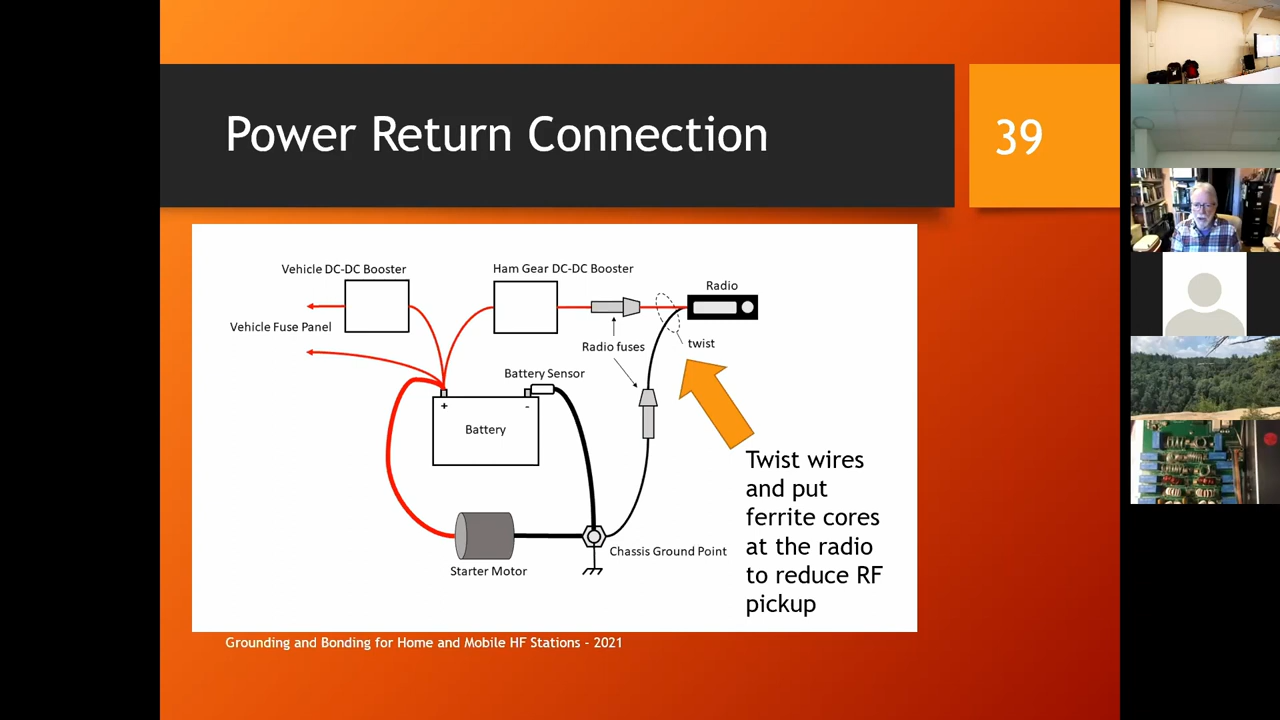 Power Return Connection
39
Vehicle DC-DC Booster
Ham Gear DC-DC Booster
Radio
Vehicle Fuse Panel
Radio fuses
twist
Battery Sensor
+
-
Battery
Starter Motor
Chassis Ground Point
Twist wires
and put
ferrite cores
at the radio
to reduce RF
pickup
Grounding and Bonding for Home and Mobile HF Stations - 2021